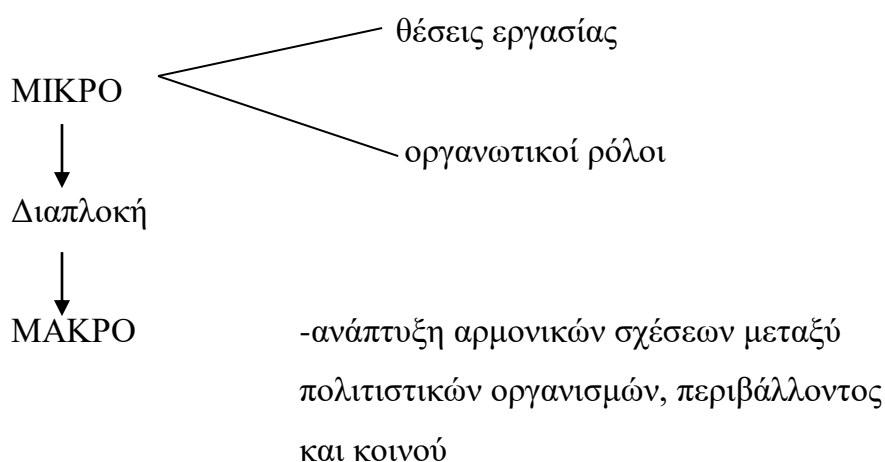 θέσεις εργασίας
ΜΙΚΡΟ
οργανωτικοί ρόλοι
Διαπλοκή
ΜΑΚΡΟ -ανάπτυξη αρμονικών σχέσεων μεταξύ
πολιτιστικών οργανισμών, περιβάλλοντος
και κοινού